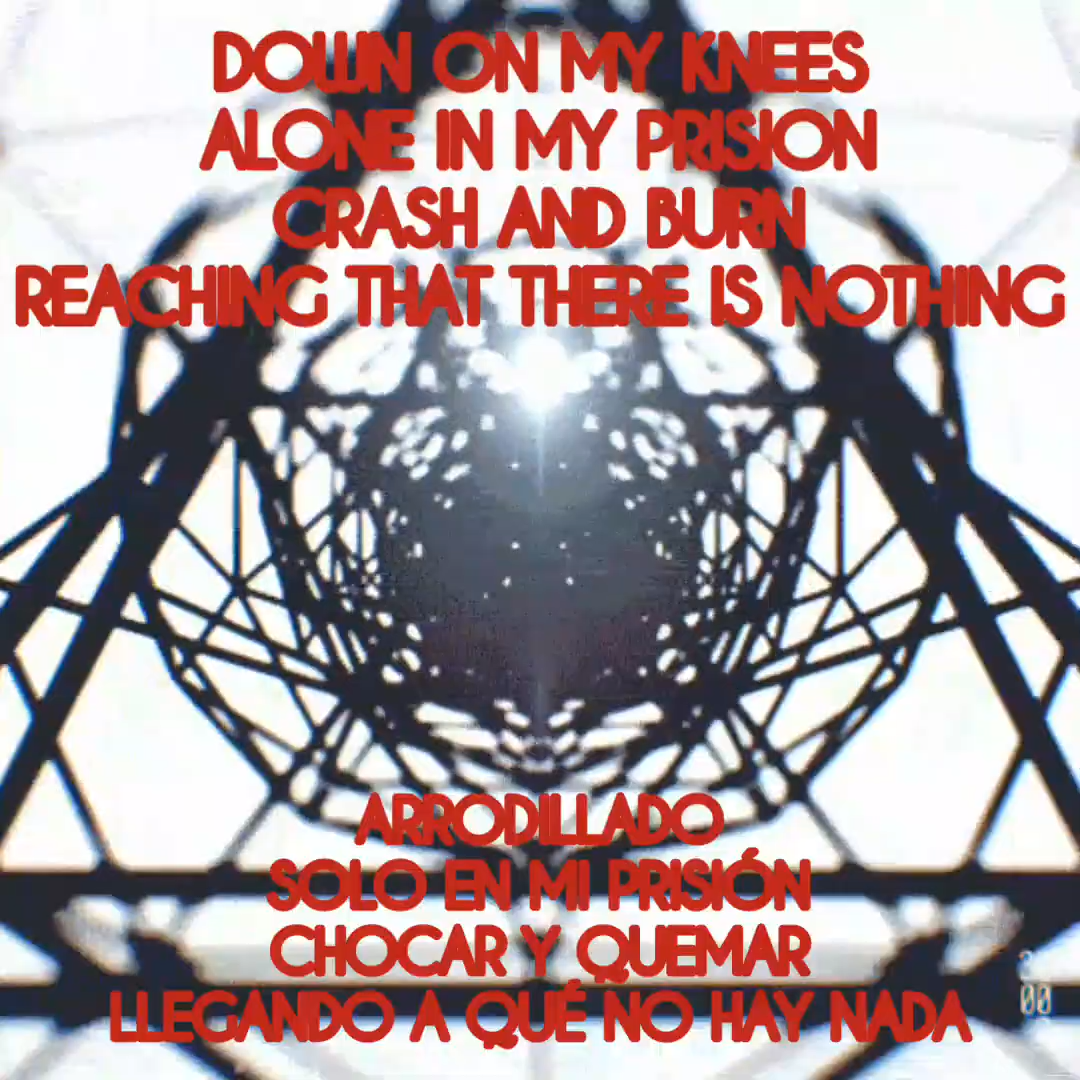 DOWN ON MY KNEES
ALONE IN MY PRISION
CRASH AND BURN
REACHING THAT THERE IS NOTHING
ARRODILLADO
SOLO EN MI PRISIÓN
CHOCAR Y QUEMAR
LLEGANDO A QUÉ NO HAY NADA
00